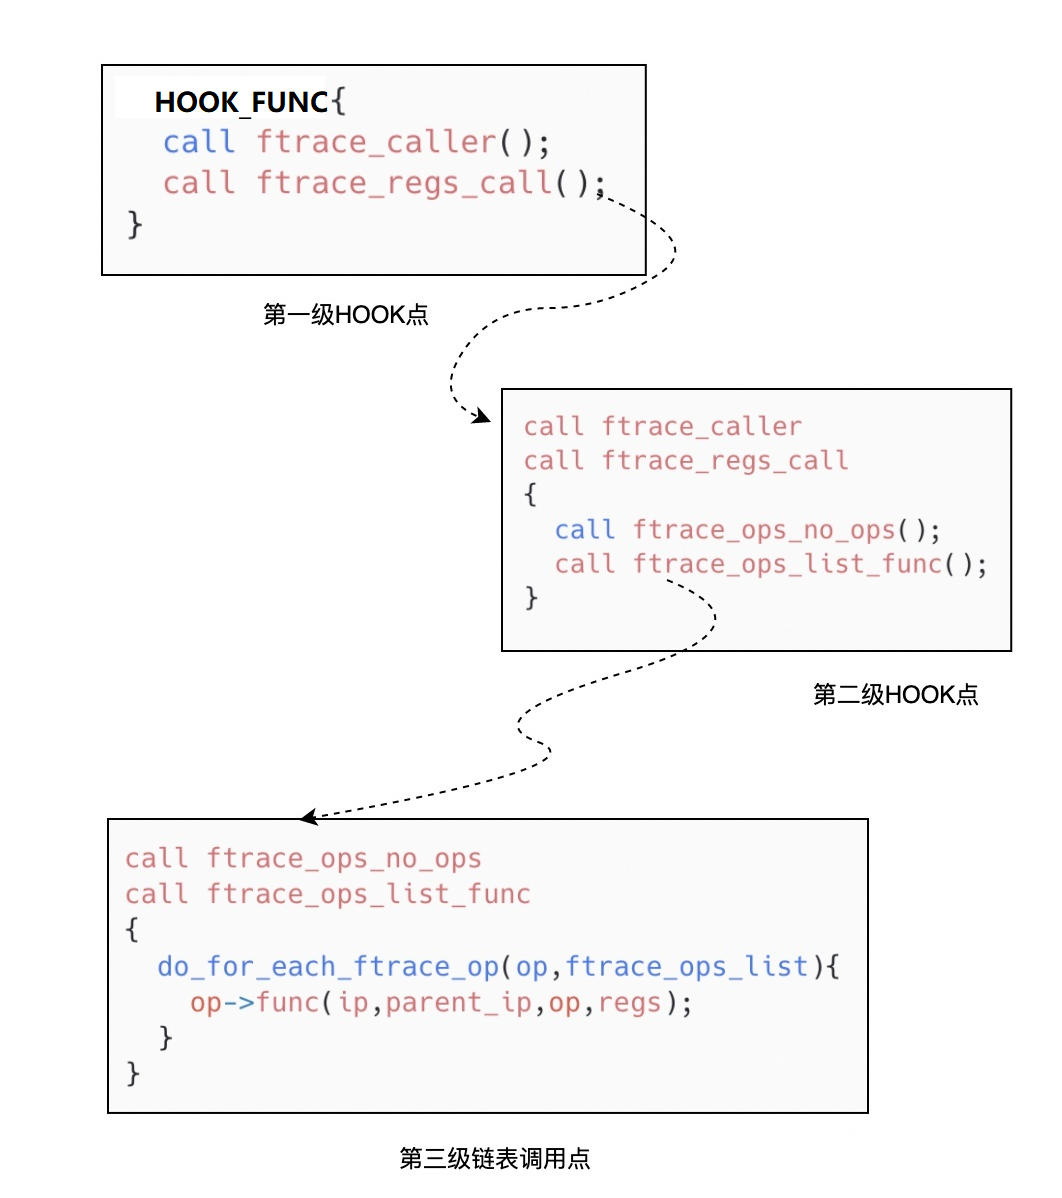 HOOK_FUNC{
call ftrace_caller();
call ftrace_regs_call();
}
第一级HOOK点
call ftrace_caller
call ftrace_regs_call
{
call ftrace_ops_no_ops();
call ftrace_ops_list_func();
}
第二级HOOK点
call ftrace_ops_no_ops
call ftrace_ops_list_func
{
do_for_each_ftrace_op(op,ftrace_ops_list){
op->func(ip,parent_ip,op,regs);
}
}
第三级链表调用点